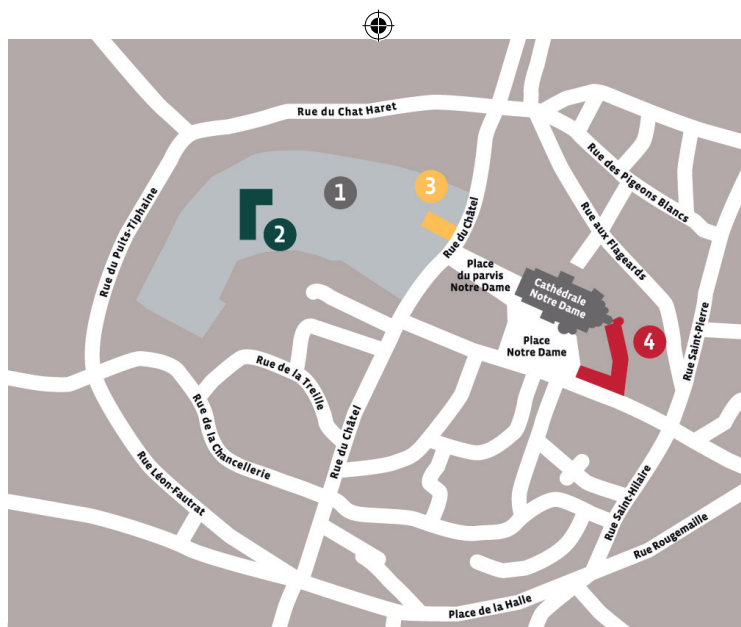 Rue du Chat Haret
Rue des Pigeons Blancs
1
3
2
Rue du Puits-Tiphaine
Rue du Châtel
Rue aux Flageards
Place
du parvis
Notre Dame
Cathédrale
Notre Dame
Place
Notre Dame
4
Rue Saint-Pierre
Rue de la Treille
Rue de la Chancellerie
Rue du Châtel
Rue Léon-Fautrat
Rue Saint-Hilaire
Rue Rougemaille
Place de la Halle